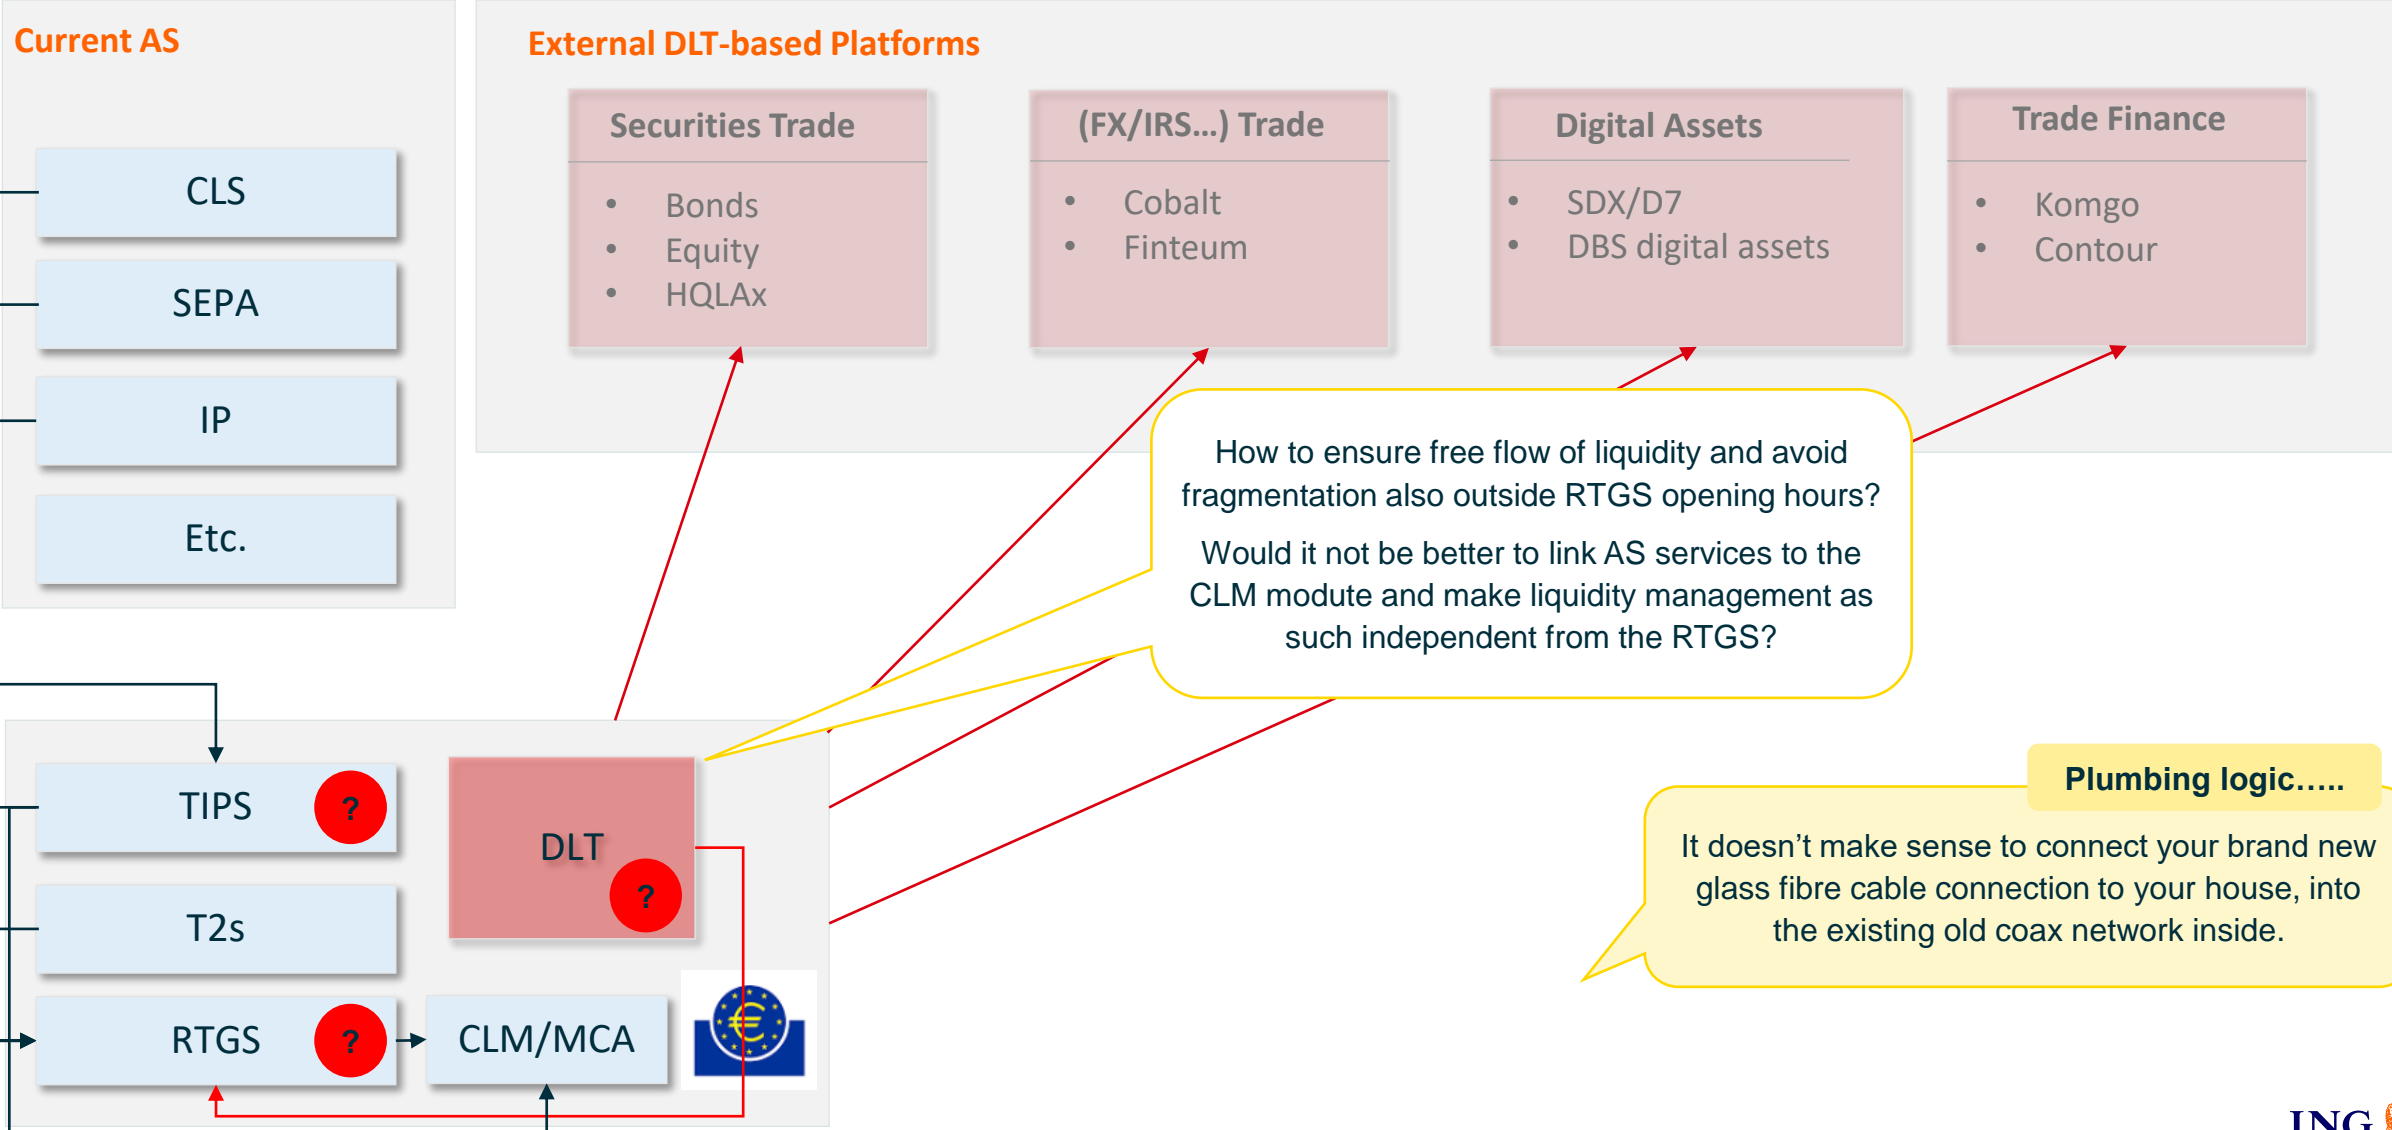 Current AS
CLS
SEPA
IP
Etc.
External DLT-based Platforms
Securities Trade
• Bonds
• Equity
• HQLAx
(FX/IRS...) Trade
• Cobalt
• Finteum
Digital Assets
• SDX/D7
• DBS digital assets
Trade Finance
• Komgo
• Contour
How to ensure free flow of liquidity and avoid
fragmentation also outside RTGS opening hours?
Would it not be better to link AS services to the
CLM modute and make liquidity management as
such independent from the RTGS?
TIPS ?
DLT
?
T2s
RTGS ?
CLM/MCA
€
Plumbing logic.....
It doesn’t make sense to connect your brand new
glass fibre cable connection to your house, into
the existing old coax network inside.
ING